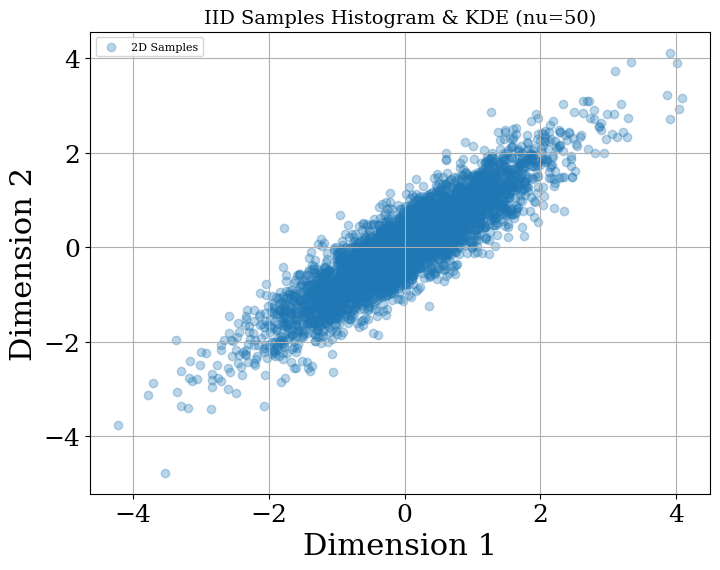 IID Samples Histogram & KDE (nu=50)
2D Samples
4
2
0
−2
−4
Dimension 2
−4 −2 0 2 4
Dimension 1